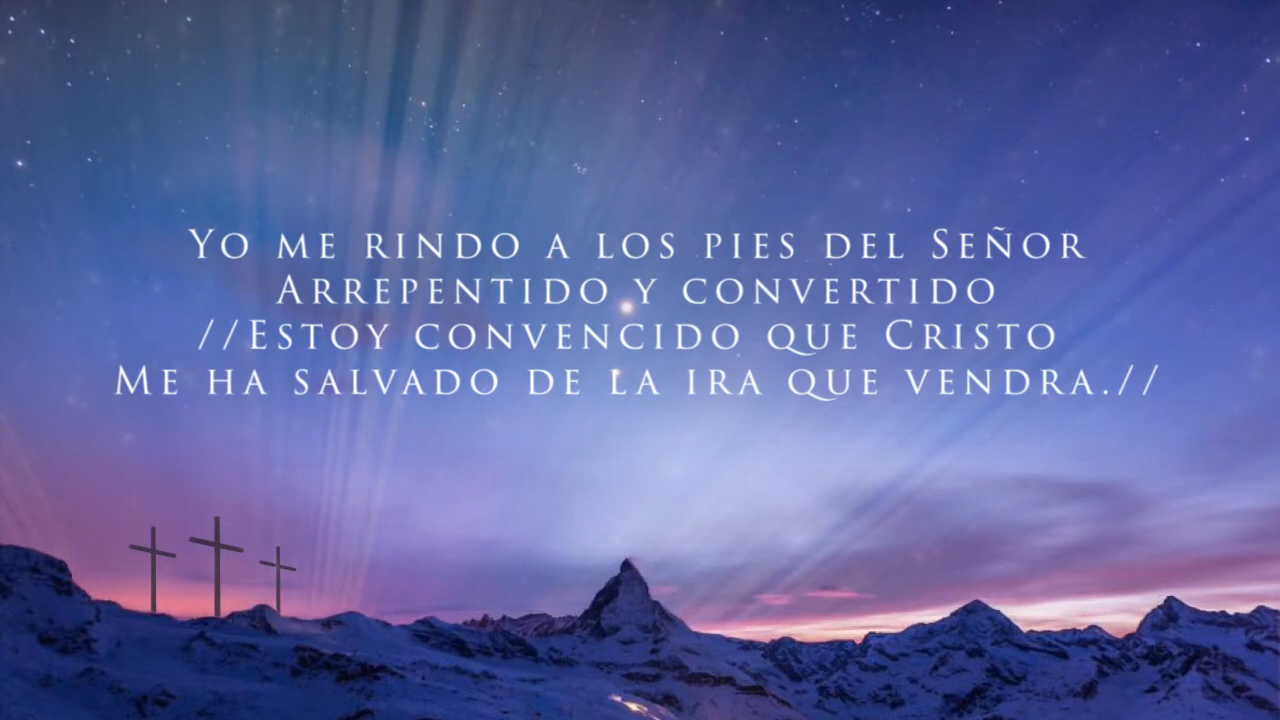 Yo me rindo a los pies del Señor
Arrepentido y convertido
//Estoy convencido que Cristo
Me ha salvado de la ira que vendra.//